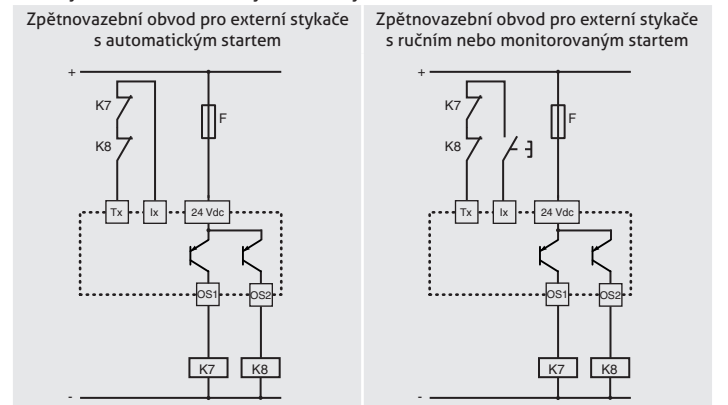 Zpětnovazební obvod pro externí stykače
s automatickým startem
+
K7
K8
F
Tx
Ix
24 Vdc
OS1
OS2
K7
K8
-
Zpětnovazební obvod pro externí stykače
s ručním nebo monitorovaným startem
+
K7
K8
F
Tx
Ix
24 Vdc
OS1
OS2
K7
K8
-